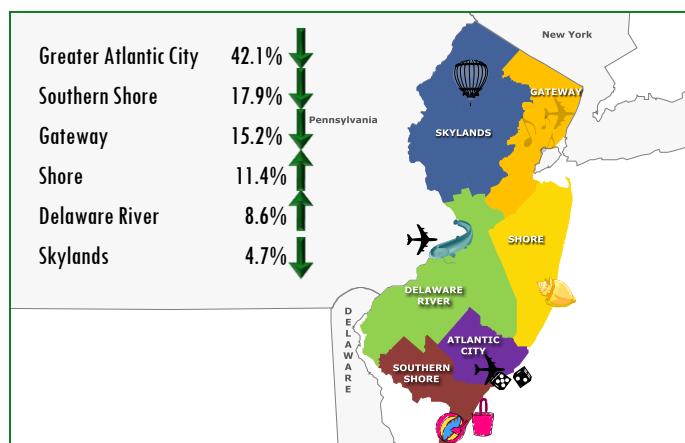 Greater Atlantic City 42.1%
Southern Shore 17.9%
Gateway 15.2%
Shore 11.4%
Delaware River 8.6%
Skylands 4.7%
New York
Pennsylvania
GATEWAY
SKYLANDS
SHORE
DELAWARE
RIVER
ATLANTIC
CITY
SOUTHERN
SHORE
DELAWARE